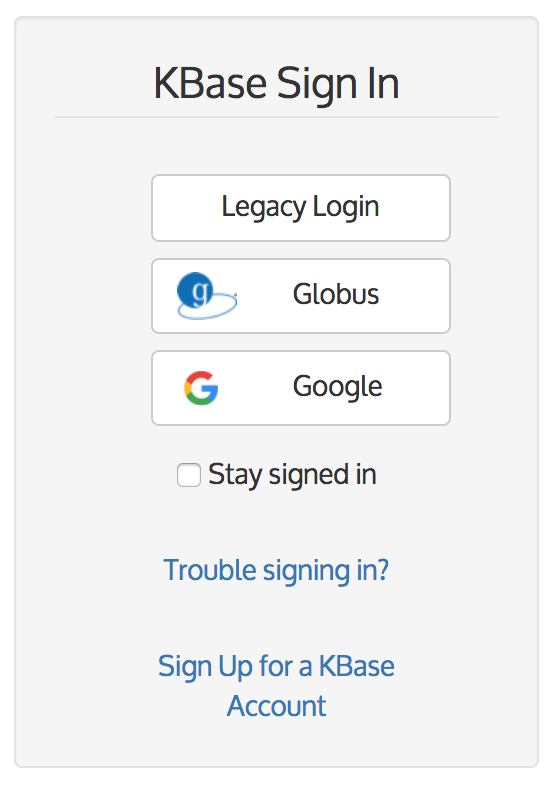 KBase Sign In
Legacy Login
g
Globus
Google
Stay signed in
Trouble signing in?
Sign Up for a KBase
Account